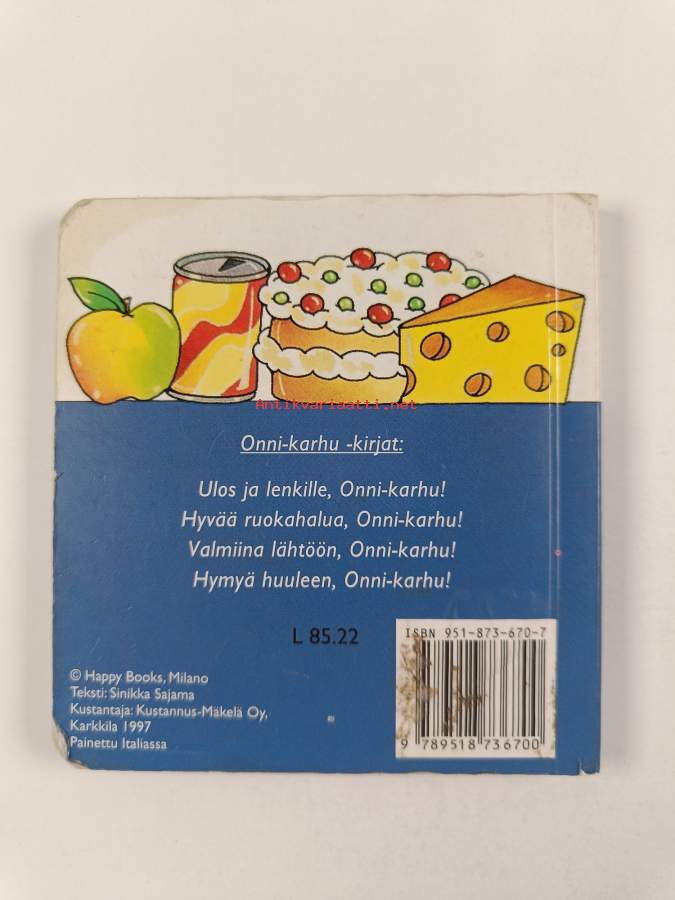 Antikvariaatti.net
Onni-karhu -kirjat:
Ulos ja lenkille, Onni-karhu!
Hyvää ruokahalua, Onni-karhu!
Valmiina lähtöön, Onni-karhu!
Hymyä huuleen, Onni-karhu!
L 85.22
ISBN 951-873-670-7
© Happy Books, Milano
Teksti: Sinikka Sajama
Kustantaja: Kustannus-Mäkelä Oy,
Karkkila 1997
Painettu Italiassa
9 789518 736700